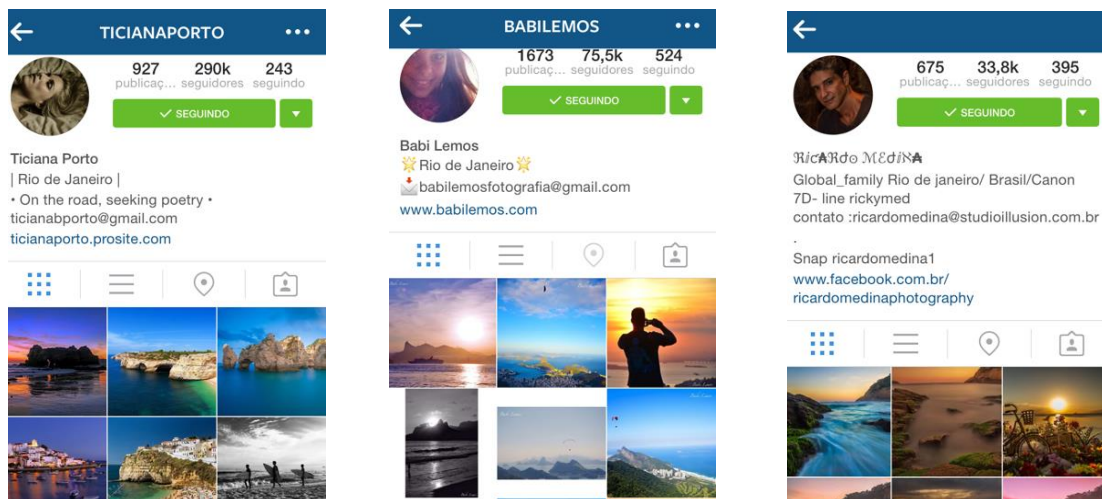 TICIANAPORTO
927 290k 243
publicaç... seguidores seguindo
✓ SEGUINDO
Ticiana Porto
| Rio de Janeiro |
• On the road, seeking poetry •
ticianabporto@gmail.com
ticianaporto.prosite.com
BABILEMOS
1673 75,5k 524
publicaç... seguidores seguindo
✓ SEGUINDO
Babi Lemos
🌟Rio de Janeiro🌟
📩babilemosfotografia@gmail.com
www.babilemos.com
675 33,8k 395
publicaç... seguidores seguindo
✓ SEGUINDO
Global_family Rio de janeiro/ Brasil/Canon
7D- line rickymed
contato :ricardomedina@studioillusion.com.br
.
Snap ricardomedina1
www.facebook.com.br/
ricardomedinaphotography